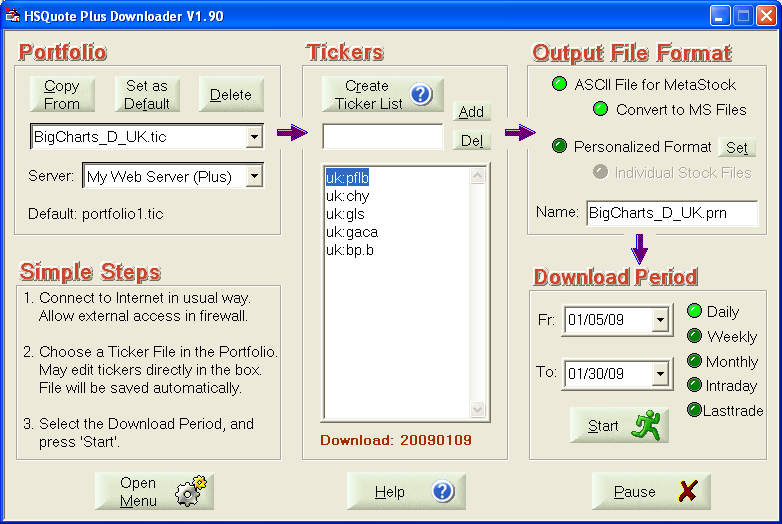 HSQuote Plus Downloader V1.90
Portfolio
Copy From
Set as Default
Delete
BigCharts_D_UK.tic
Server: My Web Server (Plus)
Default: portfolio1.tic
Simple Steps
1. Connect to Internet in usual way.
Allow external access in firewall.
2. Choose a Ticker File in the Portfolio.
May edit tickers directly in the box.
File will be saved automatically.
3. Select the Download Period, and
press 'Start'.
Open Menu
Tickers
Create
Ticker List
Add
Del
uk:pflb
uk:chy
uk:gls
uk:gaca
uk:bp.b
Download: 20090109
Help
Output File Format
ASCII File for MetaStock
Convert to MS Files
Personalized Format
Set
Individual Stock Files
Name: BigCharts_D_UK.prn
Download Period
Fr: 01/05/09
To: 01/30/09
Daily
Weekly
Monthly
Intraday
Lasttrade
Start
Pause